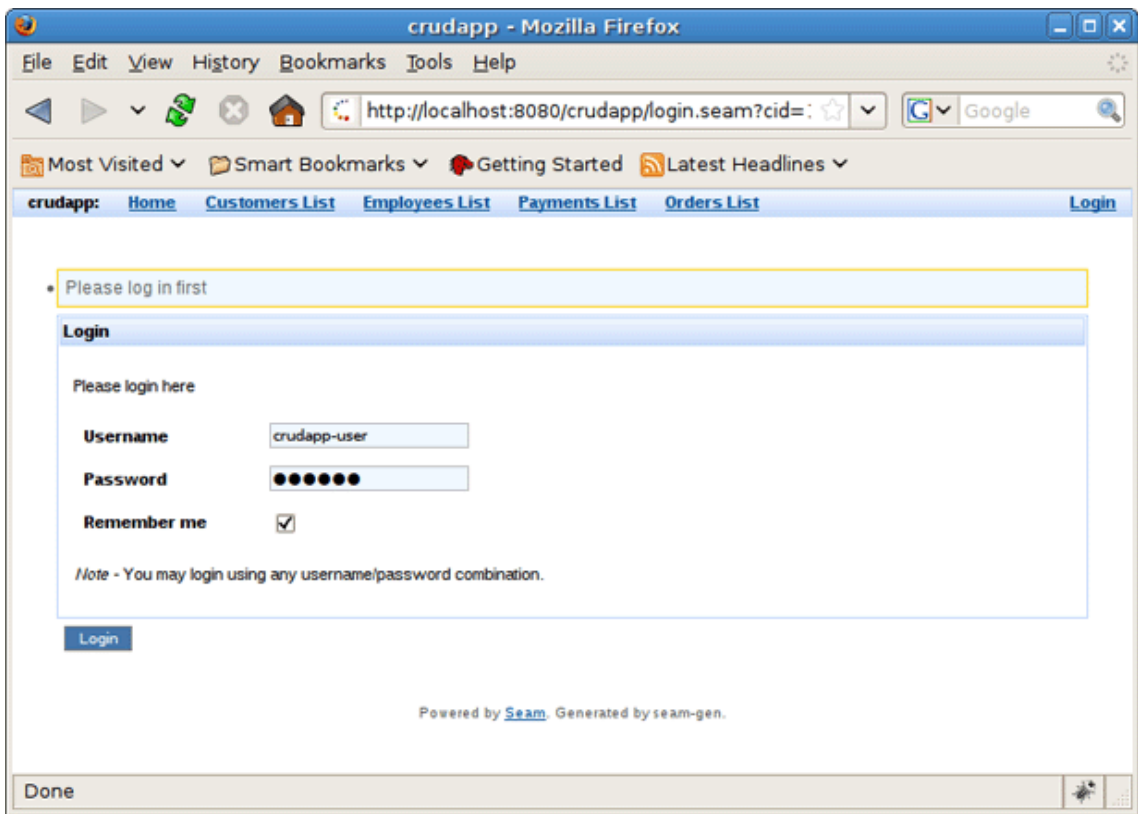 crudapp - Mozilla Firefox
File Edit View History Bookmarks Tools Help
http://localhost:8080/crudapp/login.seam?cid= Google
Most Visited Smart Bookmarks Getting Started Latest Headlines
crudapp: Home Customers List Employees List Payments List Orders List Login
Please log in first
Login
Please login here
Username crudapp-user
Password ●●●●●●
Remember me
Note - You may login using any username/password combination.
Login
Powered by Seam. Generated by seam-gen.
Done